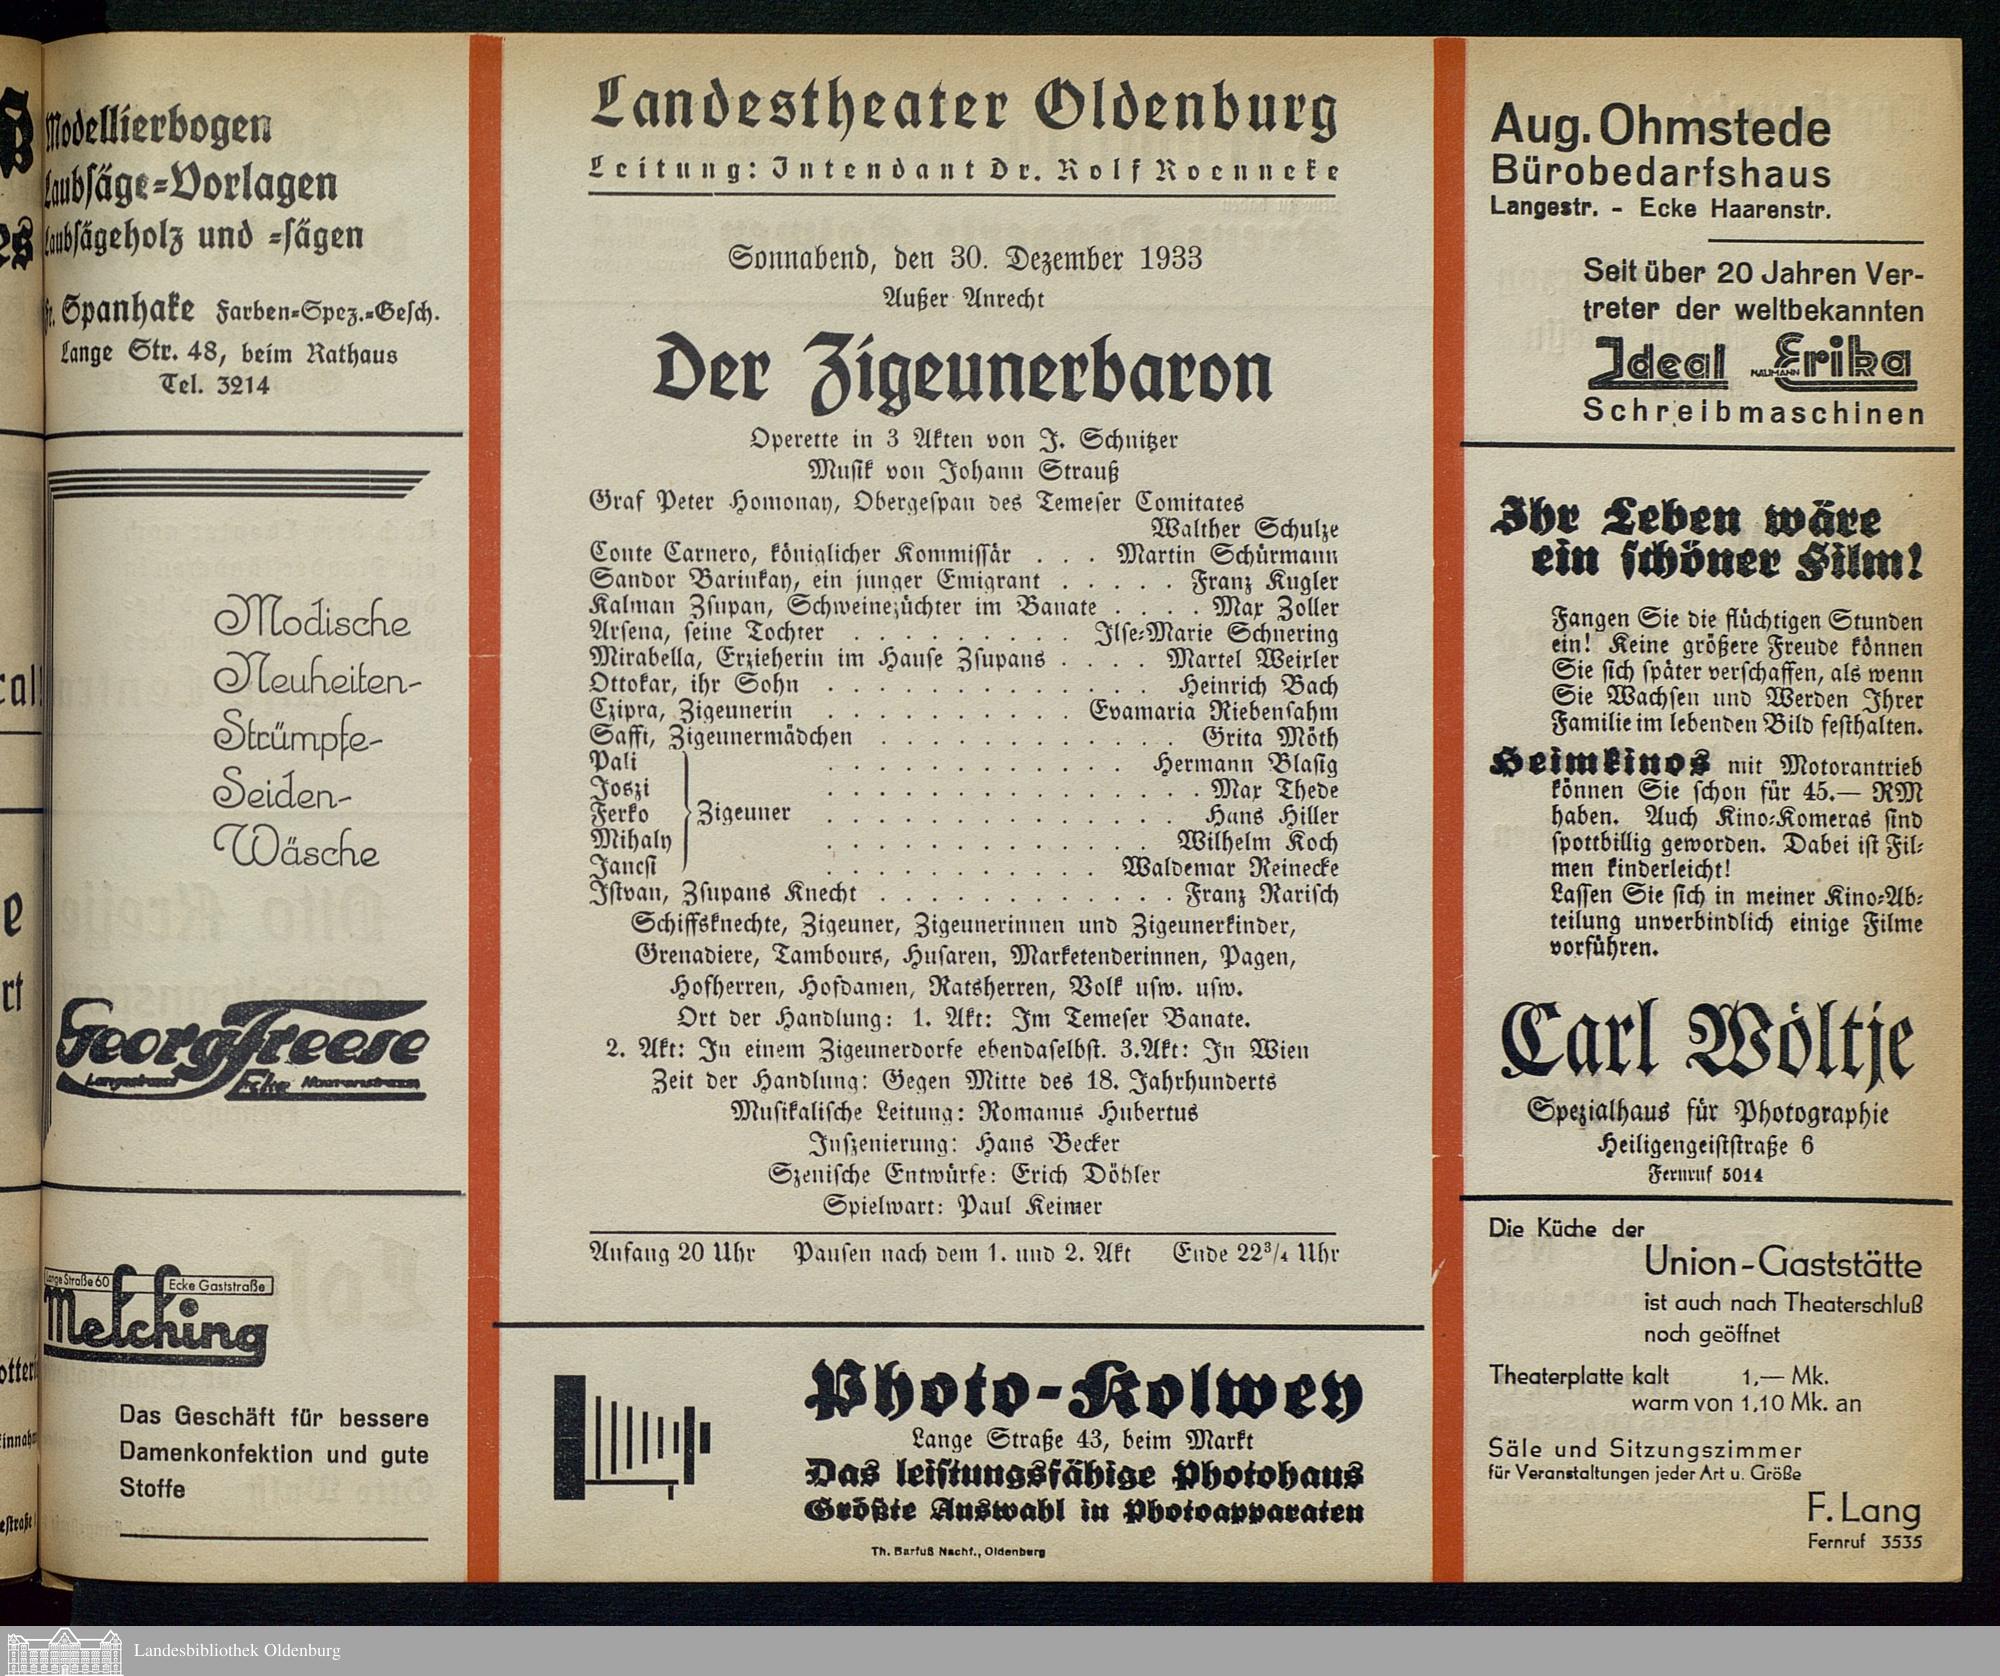 Modellierbogen
Laubsäge=Vorlagen
Laubsägeholz und =sägen
Fr. Spanhake Farben=Spez.=Gesch.
Lange Str. 48, beim Rathaus
Tel. 3214
Modische
Neuheiten-
Strümpfe-
Seiden-
Wäsche
Georg Freese
Langestrasse Ecke Haarenstrasse
Lange Straße 60 Ecke Gaststraße
Melching
Das Geschäft für bessere
Damenkonfektion und gute
Stoffe
Landestheater Oldenburg
Leitung: Intendant Dr. Rolf Roenneke
Sonnabend, den 30. Dezember 1933
Außer Anrecht
Der Zigeunerbaron
Operette in 3 Akten von J. Schnitzer
Musik von Johann Strauß
Graf Peter Homonay, Obergespan des Temeser Comitates
Walther Schulze
Conte Carnero, königlicher Kommissär . . . Martin Schürmann
Sandor Barinkay, ein junger Emigrant . . . . . Franz Kugler
Kalman Zsupan, Schweinezüchter im Banate . . . . Max Zoller
Arsena, seine Tochter . . . . . . . . . Ilse=Marie Schnering
Mirabella, Erzieherin im Hause Zsupans . . . . Martel Weixler
Ottokar, ihr Sohn . . . . . . . . . . . . . Heinrich Bach
Czipra, Zigeunerin . . . . . . . . . . Evamaria Riebensahm
Saffi, Zigeunermädchen . . . . . . . . . . . . Grita Möth
Pali . . . . . . . . . . . . Hermann Blasig
Joszi . . . . . . . . . . . . . . . Max Thede
Ferko } Zigeuner . . . . . . . . . . . . . . Hans Hiller
Mihaly . . . . . . . . . . . . . Wilhelm Koch
Jancsi . . . . . . . . . . . Waldemar Reinecke
Istvan, Zsupans Knecht . . . . . . . . . . . . Franz Rarisch
Schiffsknechte, Zigeuner, Zigeunerinnen und Zigeunerkinder,
Grenadiere, Tambours, Husaren, Marketenderinnen, Pagen,
Hofherren, Hofdamen, Ratsherren, Volk usw. usw.
Ort der Handlung: 1. Akt: Im Temeser Banate.
2. Akt: In einem Zigeunerdorfe ebendaselbst. 3. Akt: In Wien
Zeit der Handlung: Gegen Mitte des 18. Jahrhunderts
Musikalische Leitung: Romanus Hubertus
Inszenierung: Hans Becker
Szenische Entwürfe: Erich Döhler
Spielwart: Paul Keimer
Anfang 20 Uhr Pausen nach dem 1. und 2. Akt Ende 22³/₄ Uhr
Photo-Kolwey
Lange Straße 43, beim Markt
Das leistungsfähige Photohaus
Größte Auswahl in Photoapparaten
Th. Barfuß Nachf., Oldenburg
Aug. Ohmstede
Bürobedarfshaus
Langestr. - Ecke Haarenstr.
Seit über 20 Jahren Ver-
treter der weltbekannten
Ideal NAUMANN Erika
Schreibmaschinen
Ihr Leben wäre
ein schöner Film!
Fangen Sie die flüchtigen Stunden
ein! Keine größere Freude können
Sie sich später verschaffen, als wenn
Sie Wachsen und Werden Ihrer
Familie im lebenden Bild festhalten.
Heimkinos mit Motorantrieb
können Sie schon für 45.— RM
haben. Auch Kino=Komeras sind
spottbillig geworden. Dabei ist Fil=
men kinderleicht!
Lassen Sie sich in meiner Kino=Ab=
teilung unverbindlich einige Filme
vorführen.
Carl Wöltje
Spezialhaus für Photographie
Heiligengeiststraße 6
Fernruf 5014
Die Küche der
Union-Gaststätte
ist auch nach Theaterschluß
noch geöffnet
Theaterplatte kalt 1,— Mk.
warm von 1,10 Mk. an
Säle und Sitzungszimmer
für Veranstaltungen jeder Art u. Größe
F. Lang
Fernruf 3535
Landesbibliothek Oldenburg